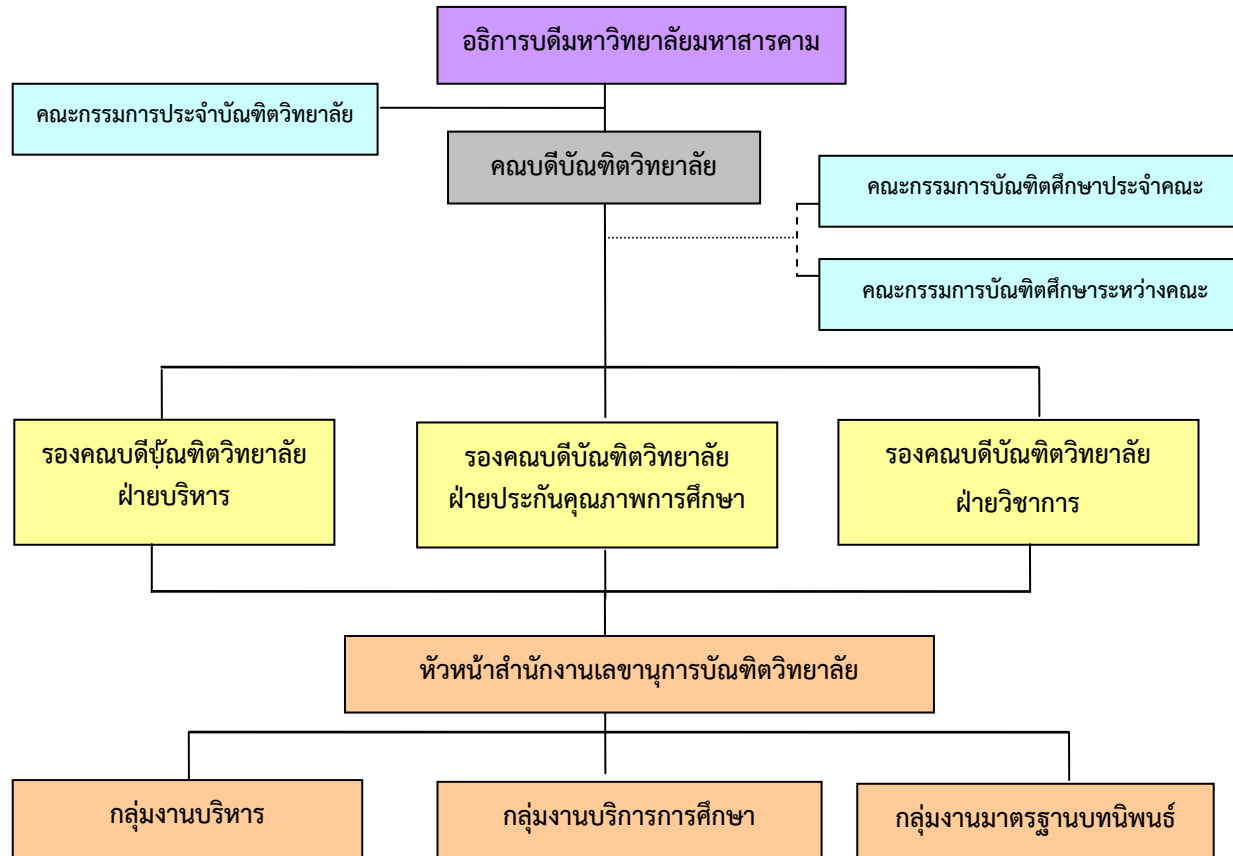 อธิการบดีมหาวิทยาลัยมหาสารคาม
คณะกรรมการประจำบัณฑิตวิทยาลัย
คณบดีบัณฑิตวิทยาลัย
คณะกรรมการบัณฑิตศึกษาประจำคณะ
คณะกรรมการบัณฑิตศึกษาระหว่างคณะ
รองคณบดีบัณฑิตวิทยาลัย
ฝ่ายบริหาร
รองคณบดีบัณฑิตวิทยาลัย
ฝ่ายประกันคุณภาพการศึกษา
รองคณบดีบัณฑิตวิทยาลัย
ฝ่ายวิชาการ
หัวหน้าสำนักงานเลขานุการบัณฑิตวิทยาลัย
กลุ่มงานบริหาร
กลุ่มงานบริการการศึกษา
กลุ่มงานมาตรฐานบทนิพนธ์